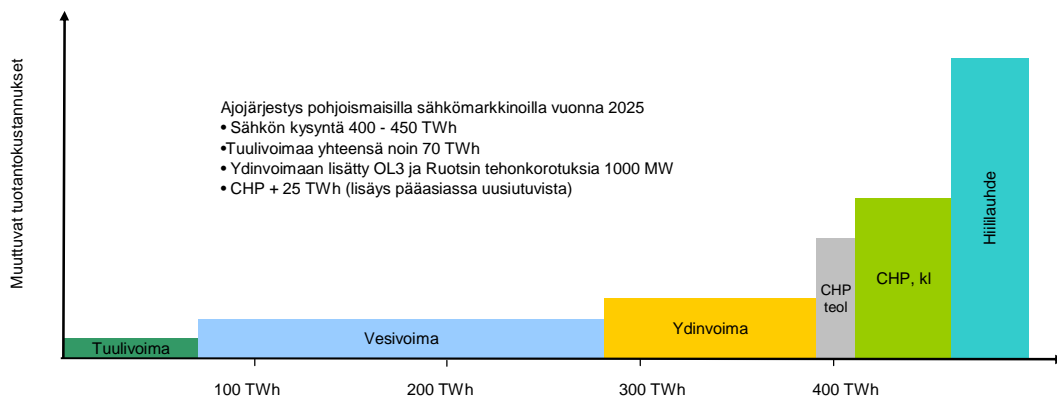 Muuttuvat tuotantokustannukset
Ajojärjestys pohjoismaisilla sähkömarkkinoilla vuonna 2025
• Sähkön kysyntä 400 - 450 TWh
•Tuulivoimaa yhteensä noin 70 TWh
• Ydinvoimaan lisätty OL3 ja Ruotsin tehonkorotuksia 1000 MW
• CHP + 25 TWh (lisäys pääasiassa uusiutuvista)
Tuulivoima
Vesivoima
Ydinvoima
CHP
teol
CHP, kl
Hiililauhde
100 TWh
200 TWh
300 TWh
400 TWh